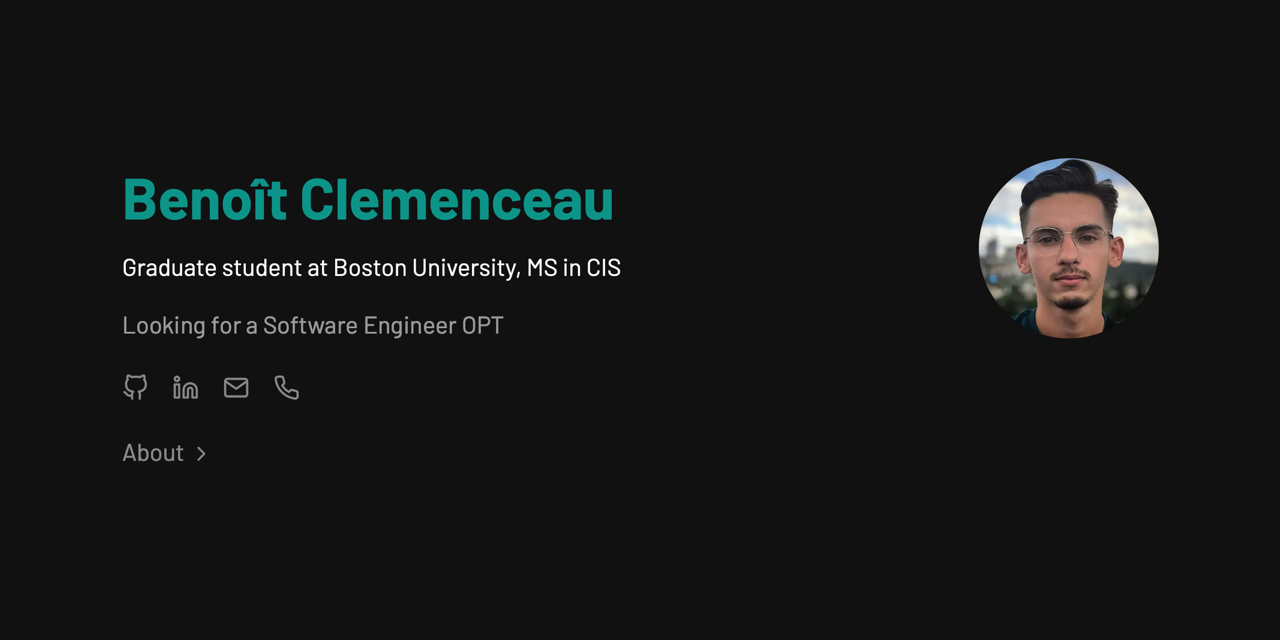 Benoît Clemenceau
Graduate student at Boston University, MS in CIS
Looking for a Software Engineer OPT
About